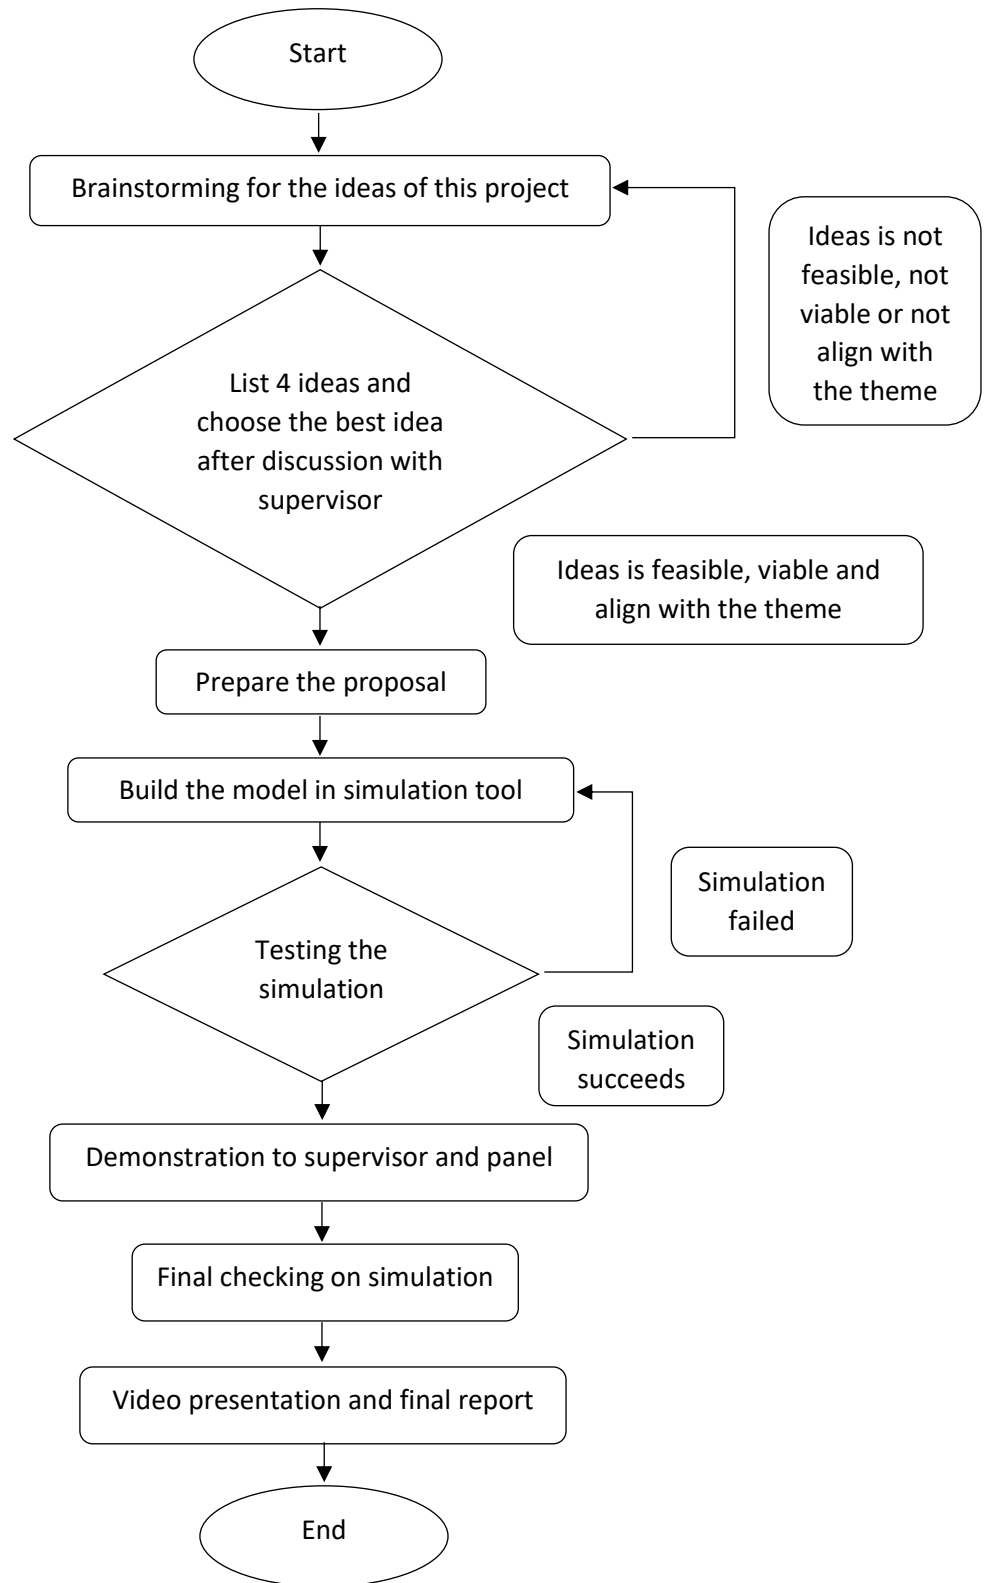 Start
Brainstorming for the ideas of this project
Ideas is not
feasible, not
viable or not
align with
the theme
List 4 ideas and
choose the best idea
after discussion with
supervisor
Ideas is feasible, viable and
align with the theme
Prepare the proposal
Build the model in simulation tool
Simulation
failed
Testing the
simulation
Simulation
succeeds
Demonstration to supervisor and panel
Final checking on simulation
Video presentation and final report
End